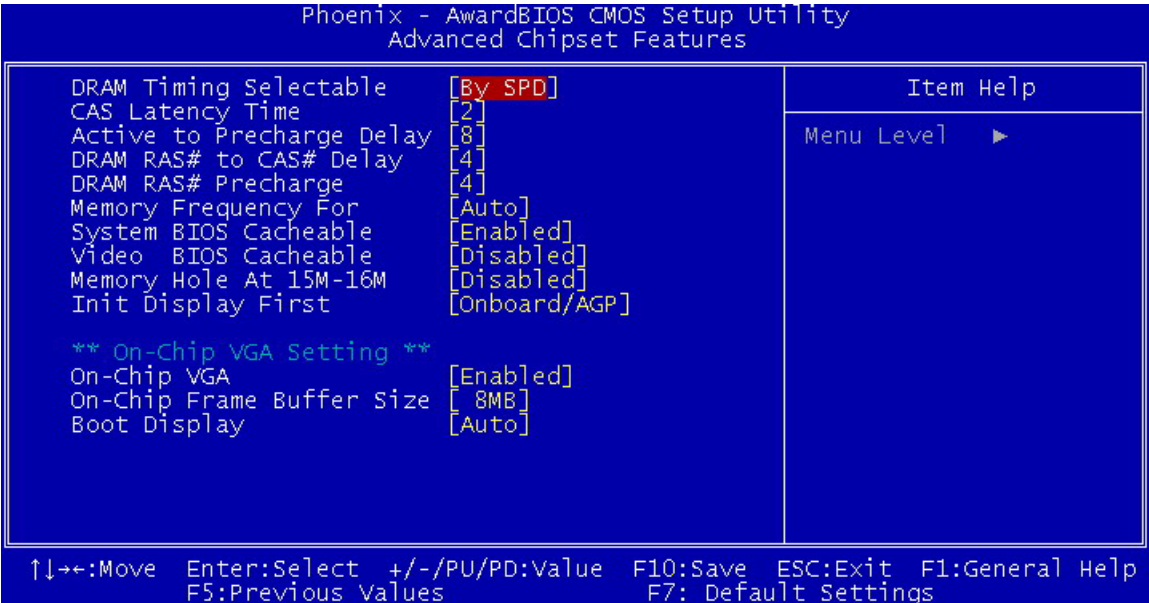 Phoenix - AwardBIOS CMOS Setup Utility
Advanced Chipset Features
DRAM Timing Selectable [By SPD]
CAS Latency Time [2]
Active to Precharge Delay [8]
DRAM RAS# to CAS# Delay [4]
DRAM RAS# Precharge [4]
Memory Frequency For [Auto]
System BIOS Cacheable [Enabled]
Video BIOS Cacheable [Disabled]
Memory Hole At 15M-16M [Disabled]
Init Display First [Onboard/AGP]
** On-Chip VGA Setting **
On-Chip VGA [Enabled]
On-Chip Frame Buffer Size [ 8MB]
Boot Display [Auto]
Item Help
Menu Level ►
↑↓→←:Move Enter:Select +/-/PU/PD:Value F10:Save ESC:Exit F1:General Help
F5:Previous Values F7: Default Settings